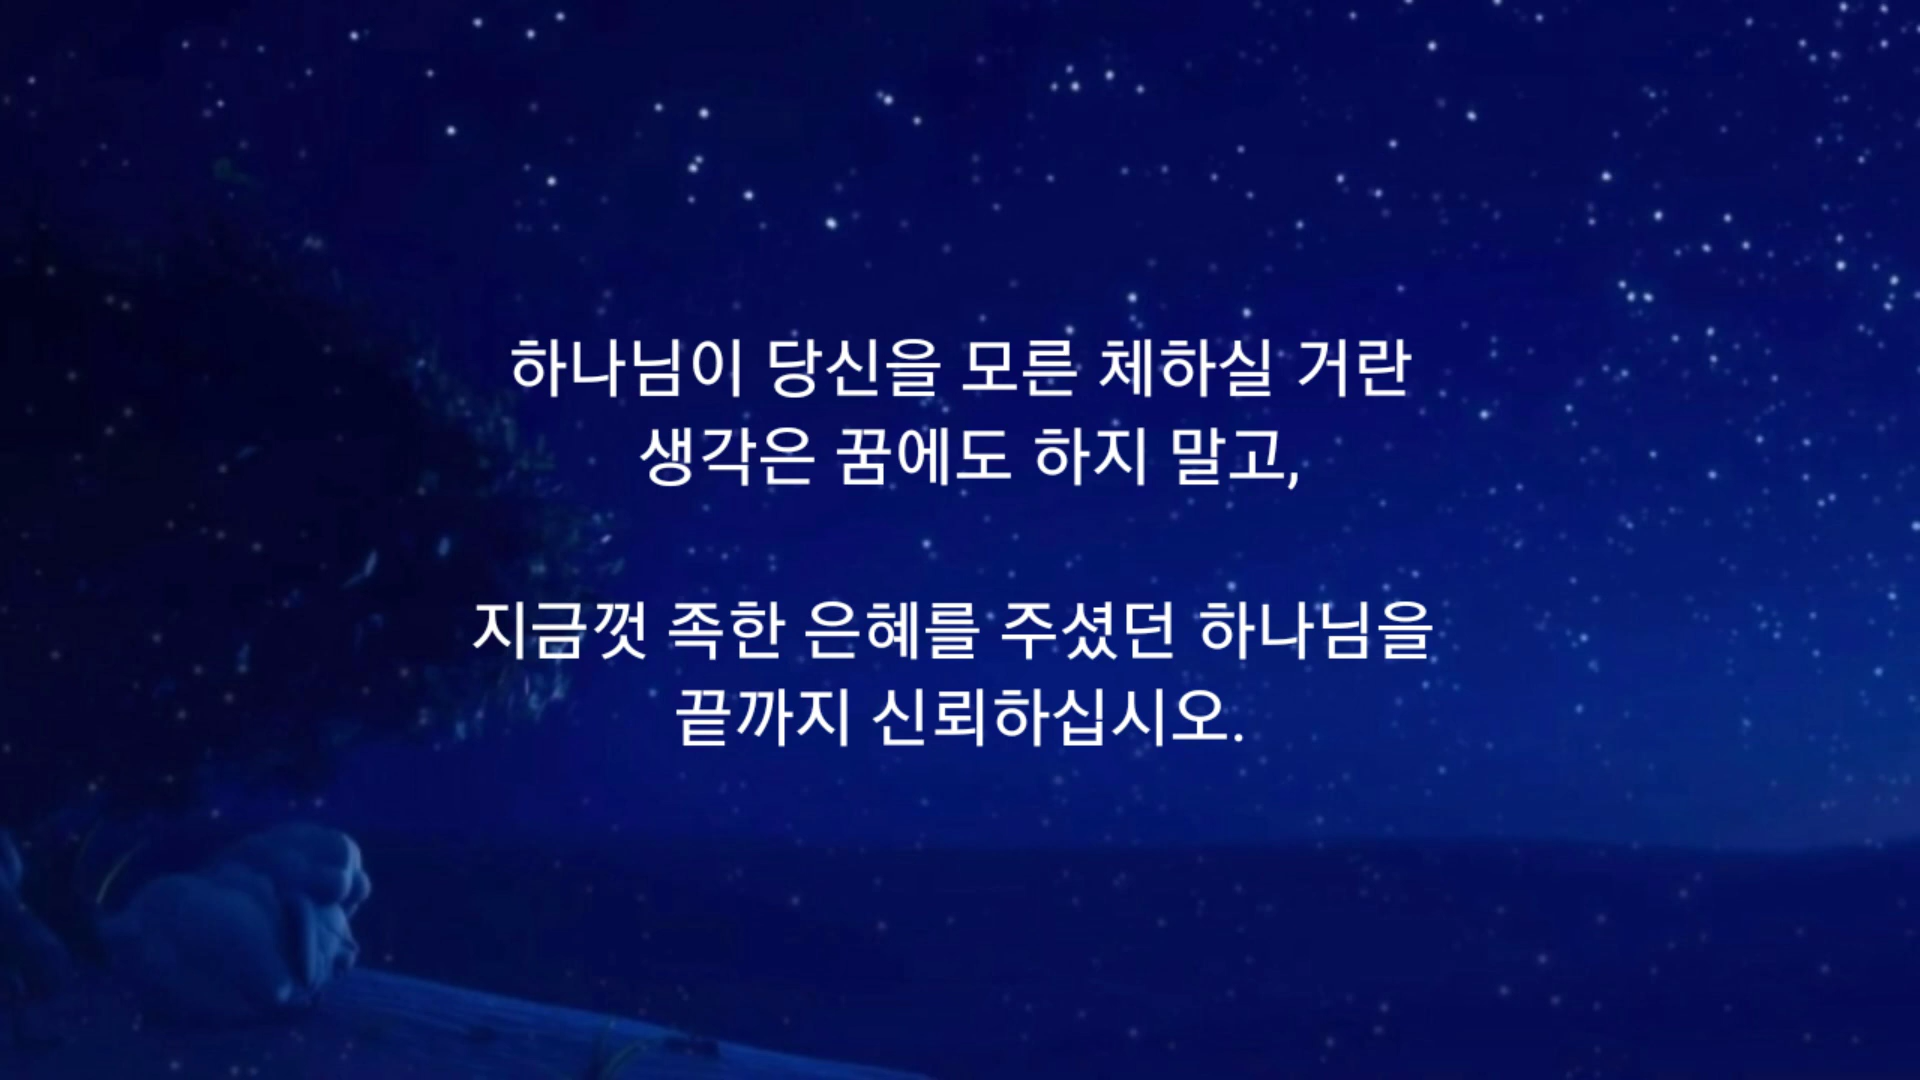 하나님이 당신을 모른 체하실 거란
생각은 꿈에도 하지 말고,
지금껏 족한 은혜를 주셨던 하나님을
끝까지 신뢰하십시오.